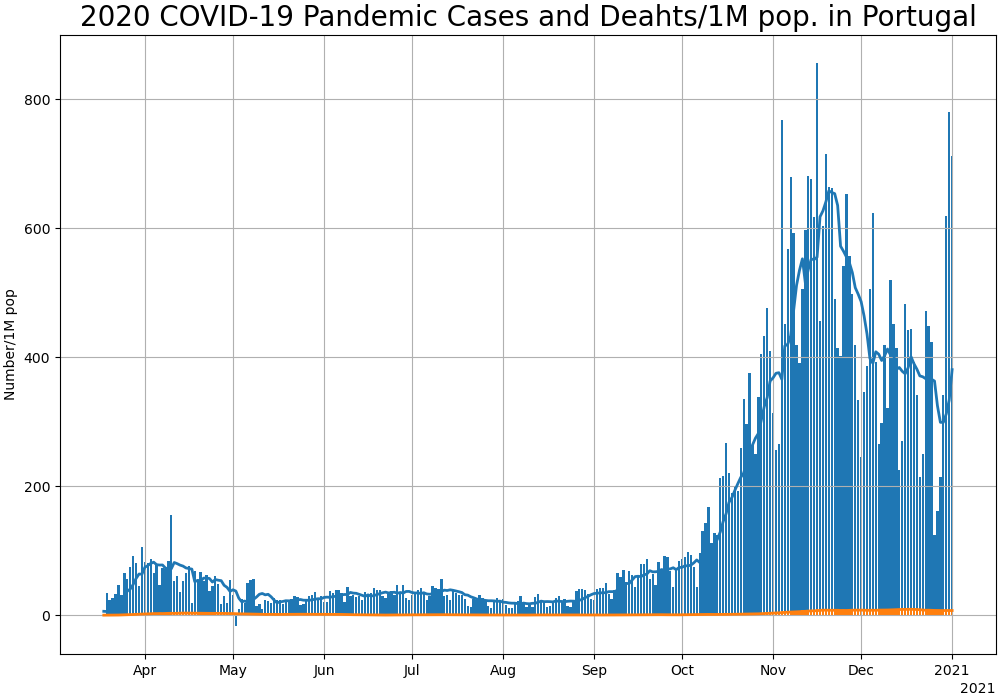 2020 COVID-19 Pandemic Cases and Deahts/1M pop. in Portugal
Number/1M pop
800
600
400
200
0
Apr May Jun Jul Aug Sep Oct Nov Dec 2021
2021